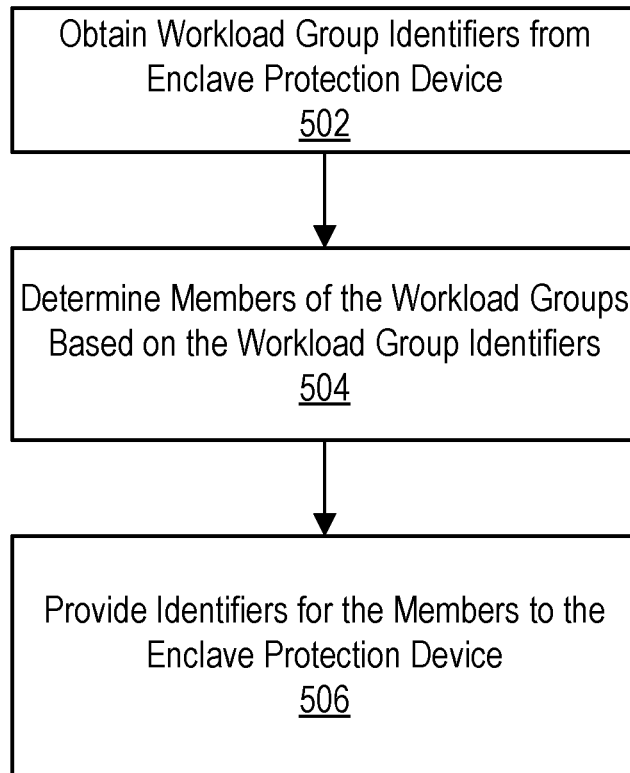 Obtain Workload Group Identifiers from
Enclave Protection Device
502
Determine Members of the Workload Groups
Based on the Workload Group Identifiers
504
Provide Identifiers for the Members to the
Enclave Protection Device
506